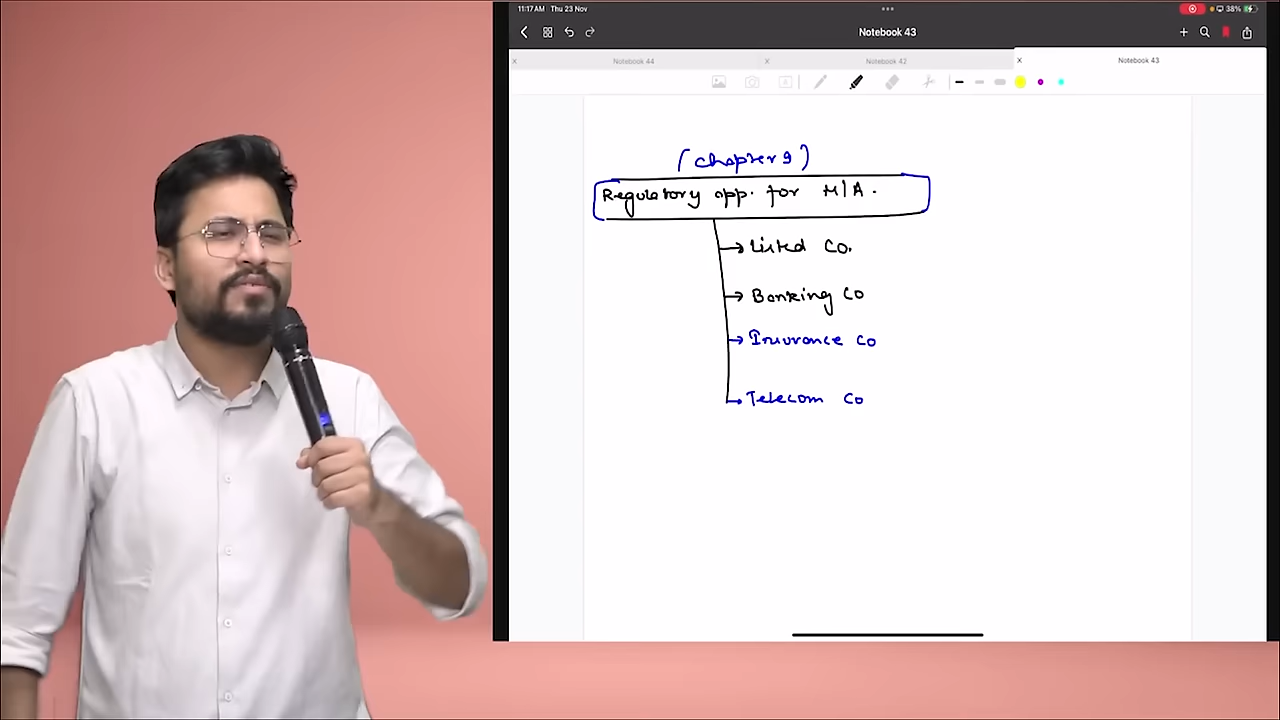 11:17 AM Thu 23 Nov
38%
Notebook 43
Notebook 44
Notebook 42
Notebook 43
(Chapter 9)
Regulatory app. for M/A.
Listed Co.
Banking Co
Insurance Co
Telecom Co